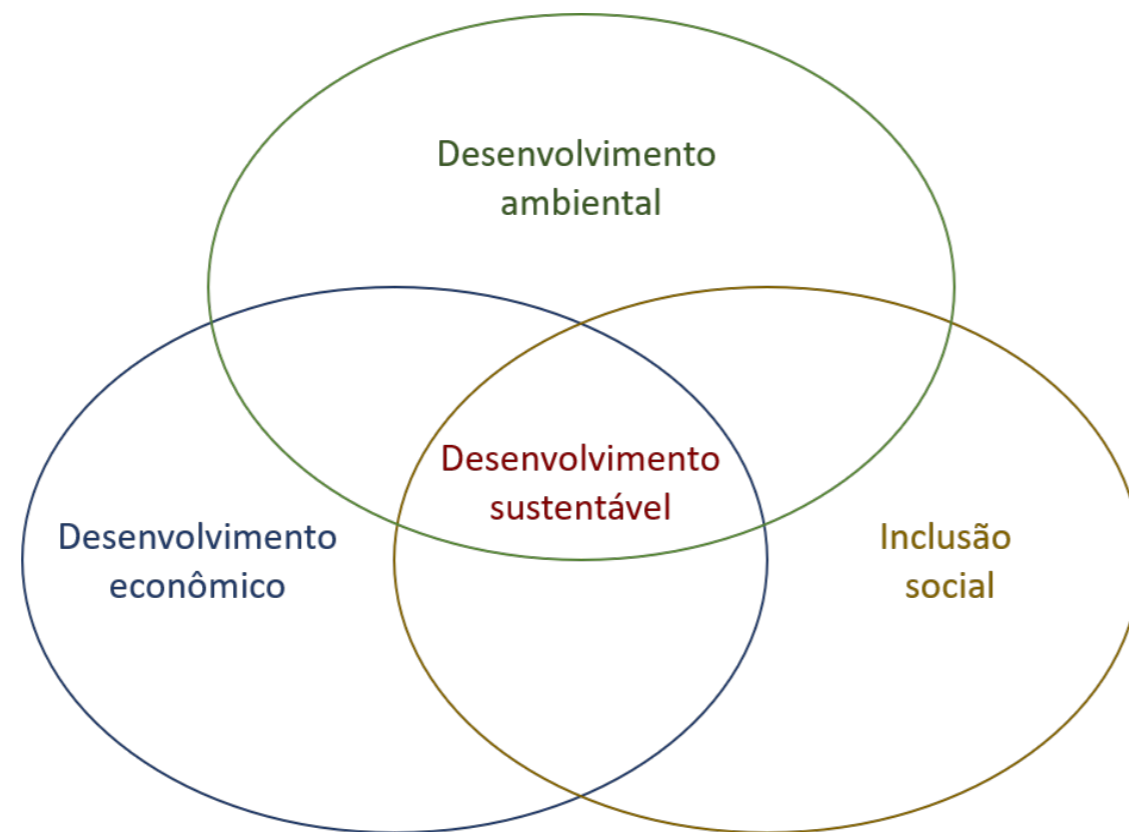 Desenvolvimento
ambiental
Desenvolvimento
sustentável
Desenvolvimento
econômico
Inclusão
social